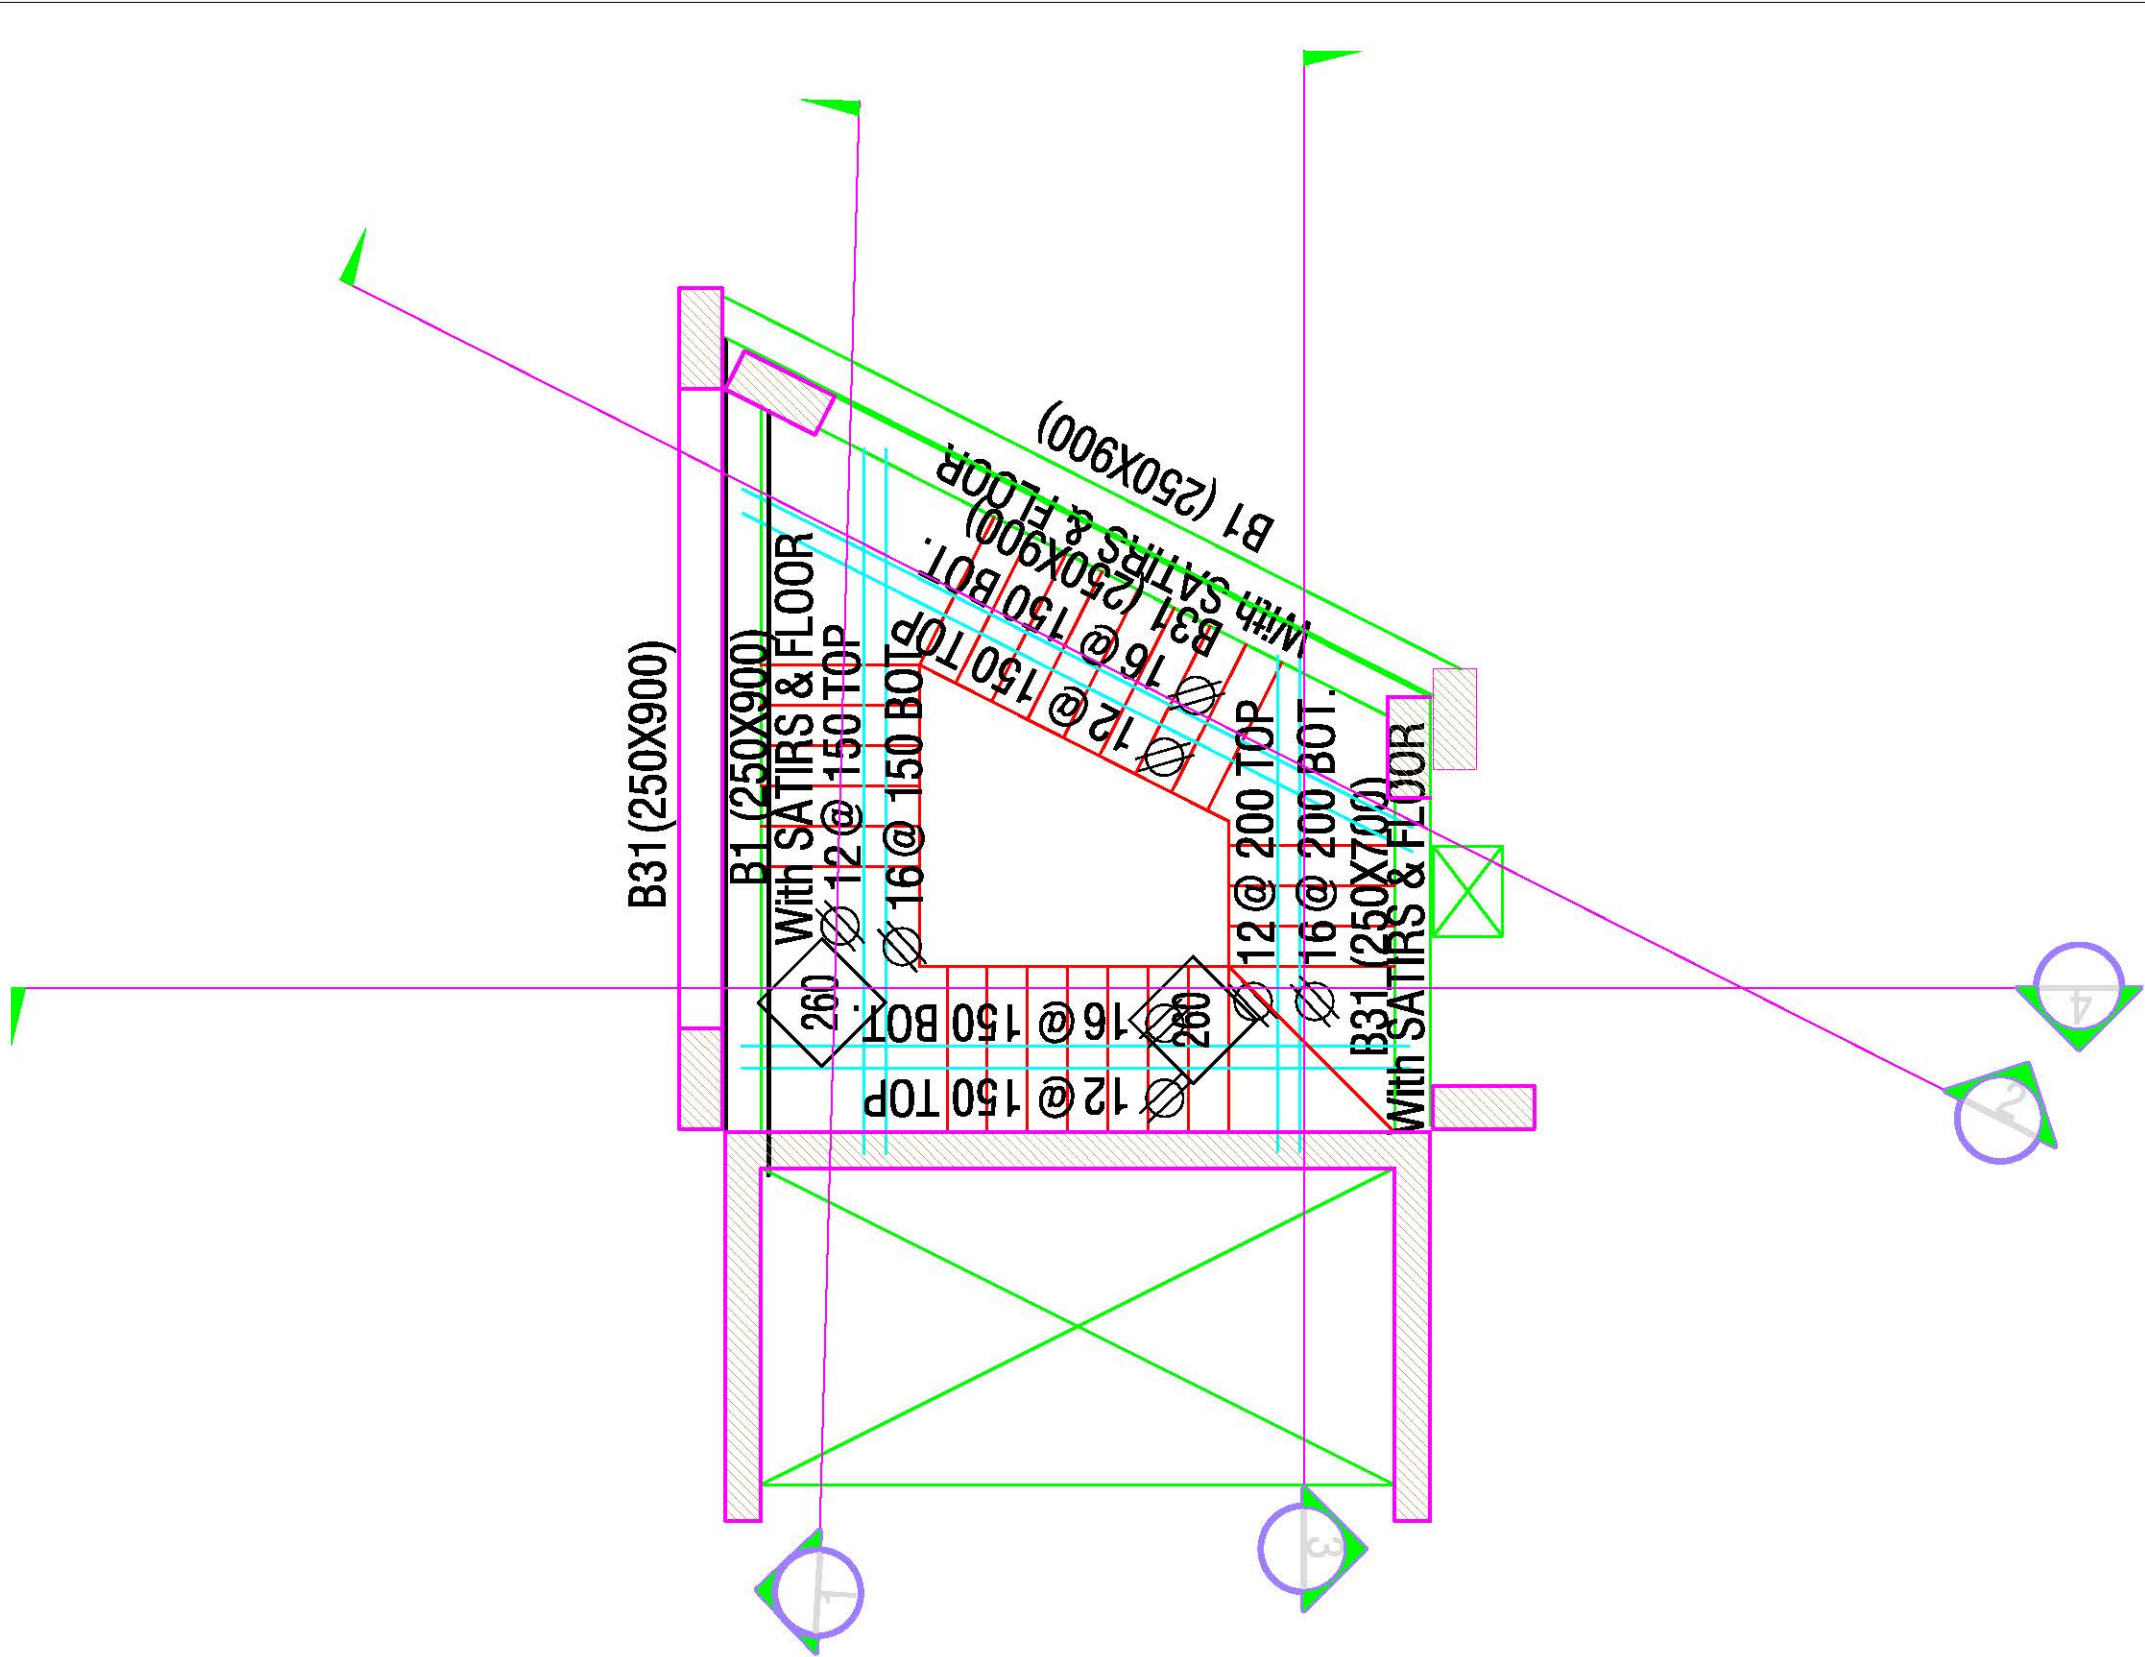 B1 (250X900)
With SATIRS & FLOOR
B31 (250X900)
Ø 16 @ 150 BOT.
Ø 12 @ 150 TOP
B31 (250X900)
B1 (250X900)
With SATIRS & FLOOR
Ø 12 @ 150 TOP
Ø 16 @ 150 BOT
Ø 12 @ 200 TOP
Ø 16 @ 200 BOT.
B31 (250X700)
With SATIRS & FLOOR
260
260
Ø 16 @ 150 BOT.
Ø 12 @ 150 TOP
1
2
3
4